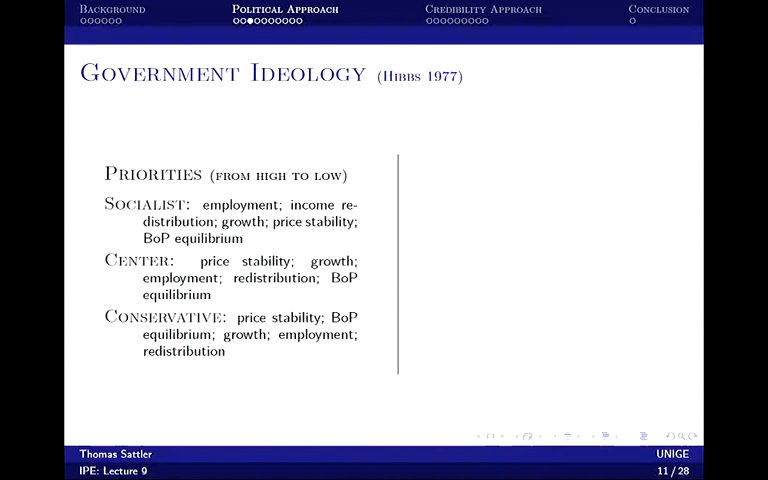 Background Political Approach Credibility Approach Conclusion
Government Ideology (Hibbs 1977)
Priorities (from high to low)
Socialist: employment; income re-
distribution; growth; price stability;
BoP equilibrium
Center: price stability; growth;
employment; redistribution; BoP
equilibrium
Conservative: price stability; BoP
equilibrium; growth; employment;
redistribution
Thomas Sattler UNIGE
IPE: Lecture 9 11 / 28